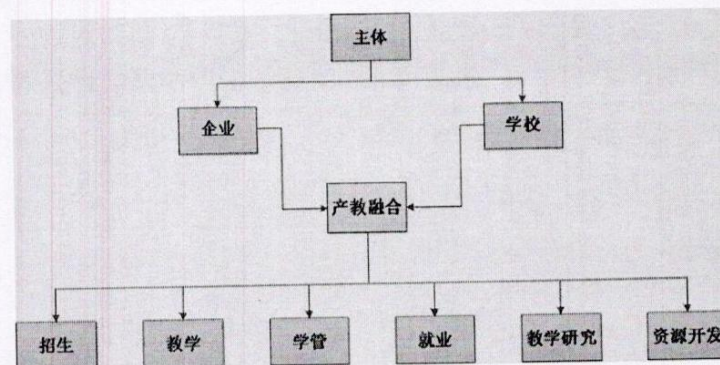 主体
企业
学校
产教融合
招生
教学
学管
就业
教学研究
资源开发